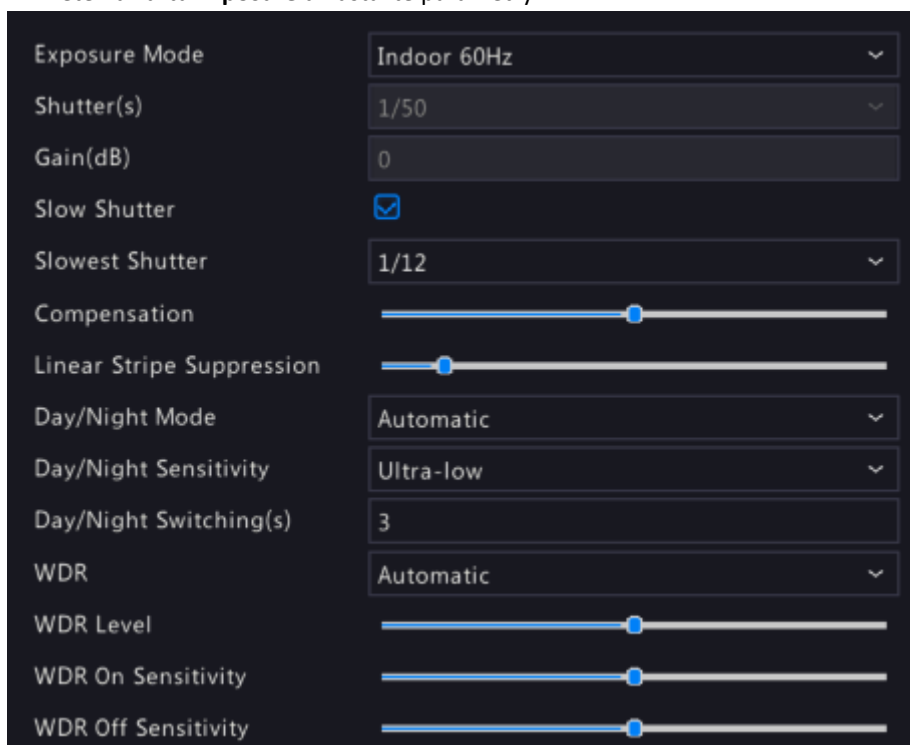 Exposure Mode Indoor 60Hz
Shutter(s) 1/50
Gain(dB) 0
Slow Shutter
Slowest Shutter 1/12
Compensation
Linear Stripe Suppression
Day/Night Mode Automatic
Day/Night Sensitivity Ultra-low
Day/Night Switching(s) 3
WDR Automatic
WDR Level
WDR On Sensitivity
WDR Off Sensitivity